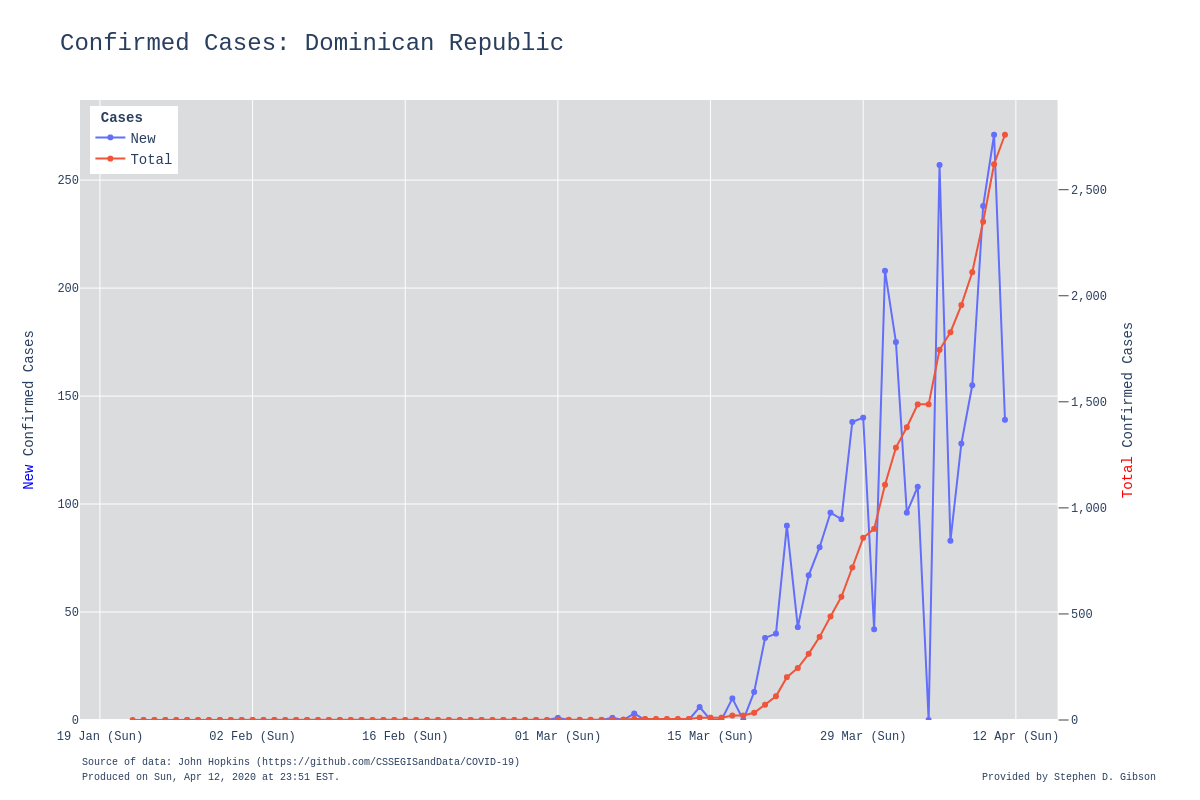 Confirmed Cases: Dominican Republic
Cases
New
Total
250
200
150
100
50
0
2,500
2,000
1,500
1,000
500
0
New Confirmed Cases
Total Confirmed Cases
19 Jan (Sun)
02 Feb (Sun)
16 Feb (Sun)
01 Mar (Sun)
15 Mar (Sun)
29 Mar (Sun)
12 Apr (Sun)
Source of data: John Hopkins (https://github.com/CSSEGISandData/COVID-19)
Produced on Sun, Apr 12, 2020 at 23:51 EST.
Provided by Stephen D. Gibson